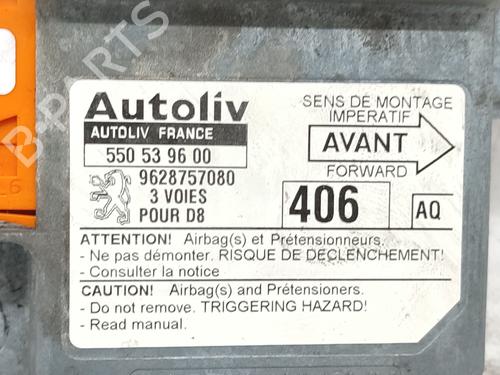 B-PARTS
Autoliv
AUTOLIV FRANCE
550 53 96 00
9628757080
3 VOIES
POUR D8
SENS DE MONTAGE
IMPERATIF
AVANT
FORWARD
406
AQ
ATTENTION! Airbag(s) et Prétensionneurs.
- Ne pas démonter. RISQUE DE DECLENCHEMENT!
- Consulter la notice
CAUTION! Airbag(s) and Prétensioners.
- Do not remove. TRIGGERING HAZARD!
- Read manual.